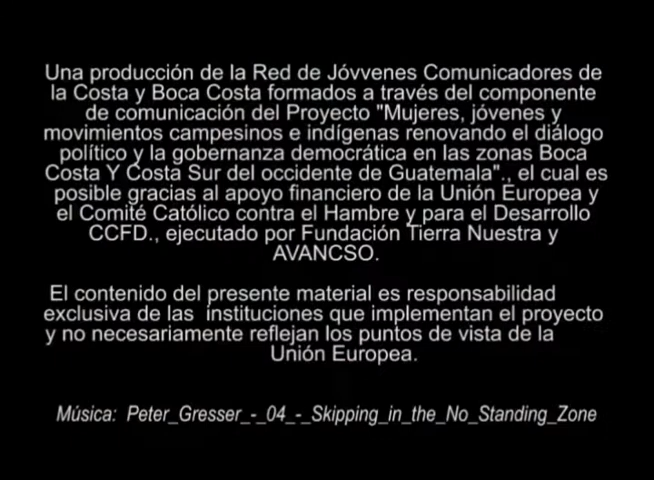 Una producción de la Red de Jóvvenes Comunicadores de
la Costa y Boca Costa formados a través del componente
de comunicación del Proyecto "Mujeres, jóvenes y
movimientos campesinos e indígenas renovando el diálogo
político y la gobernanza democrática en las zonas Boca
Costa Y Costa Sur del occidente de Guatemala"., el cual es
posible gracias al apoyo financiero de la Unión Europea y
el Comité Católico contra el Hambre y para el Desarrollo
CCFD., ejecutado por Fundación Tierra Nuestra y
AVANCSO.
El contenido del presente material es responsabilidad
exclusiva de las instituciones que implementan el proyecto
y no necesariamente reflejan los puntos de vista de la
Unión Europea.
Música: Peter_Gresser_-_04_-_Skipping_in_the_No_Standing_Zone